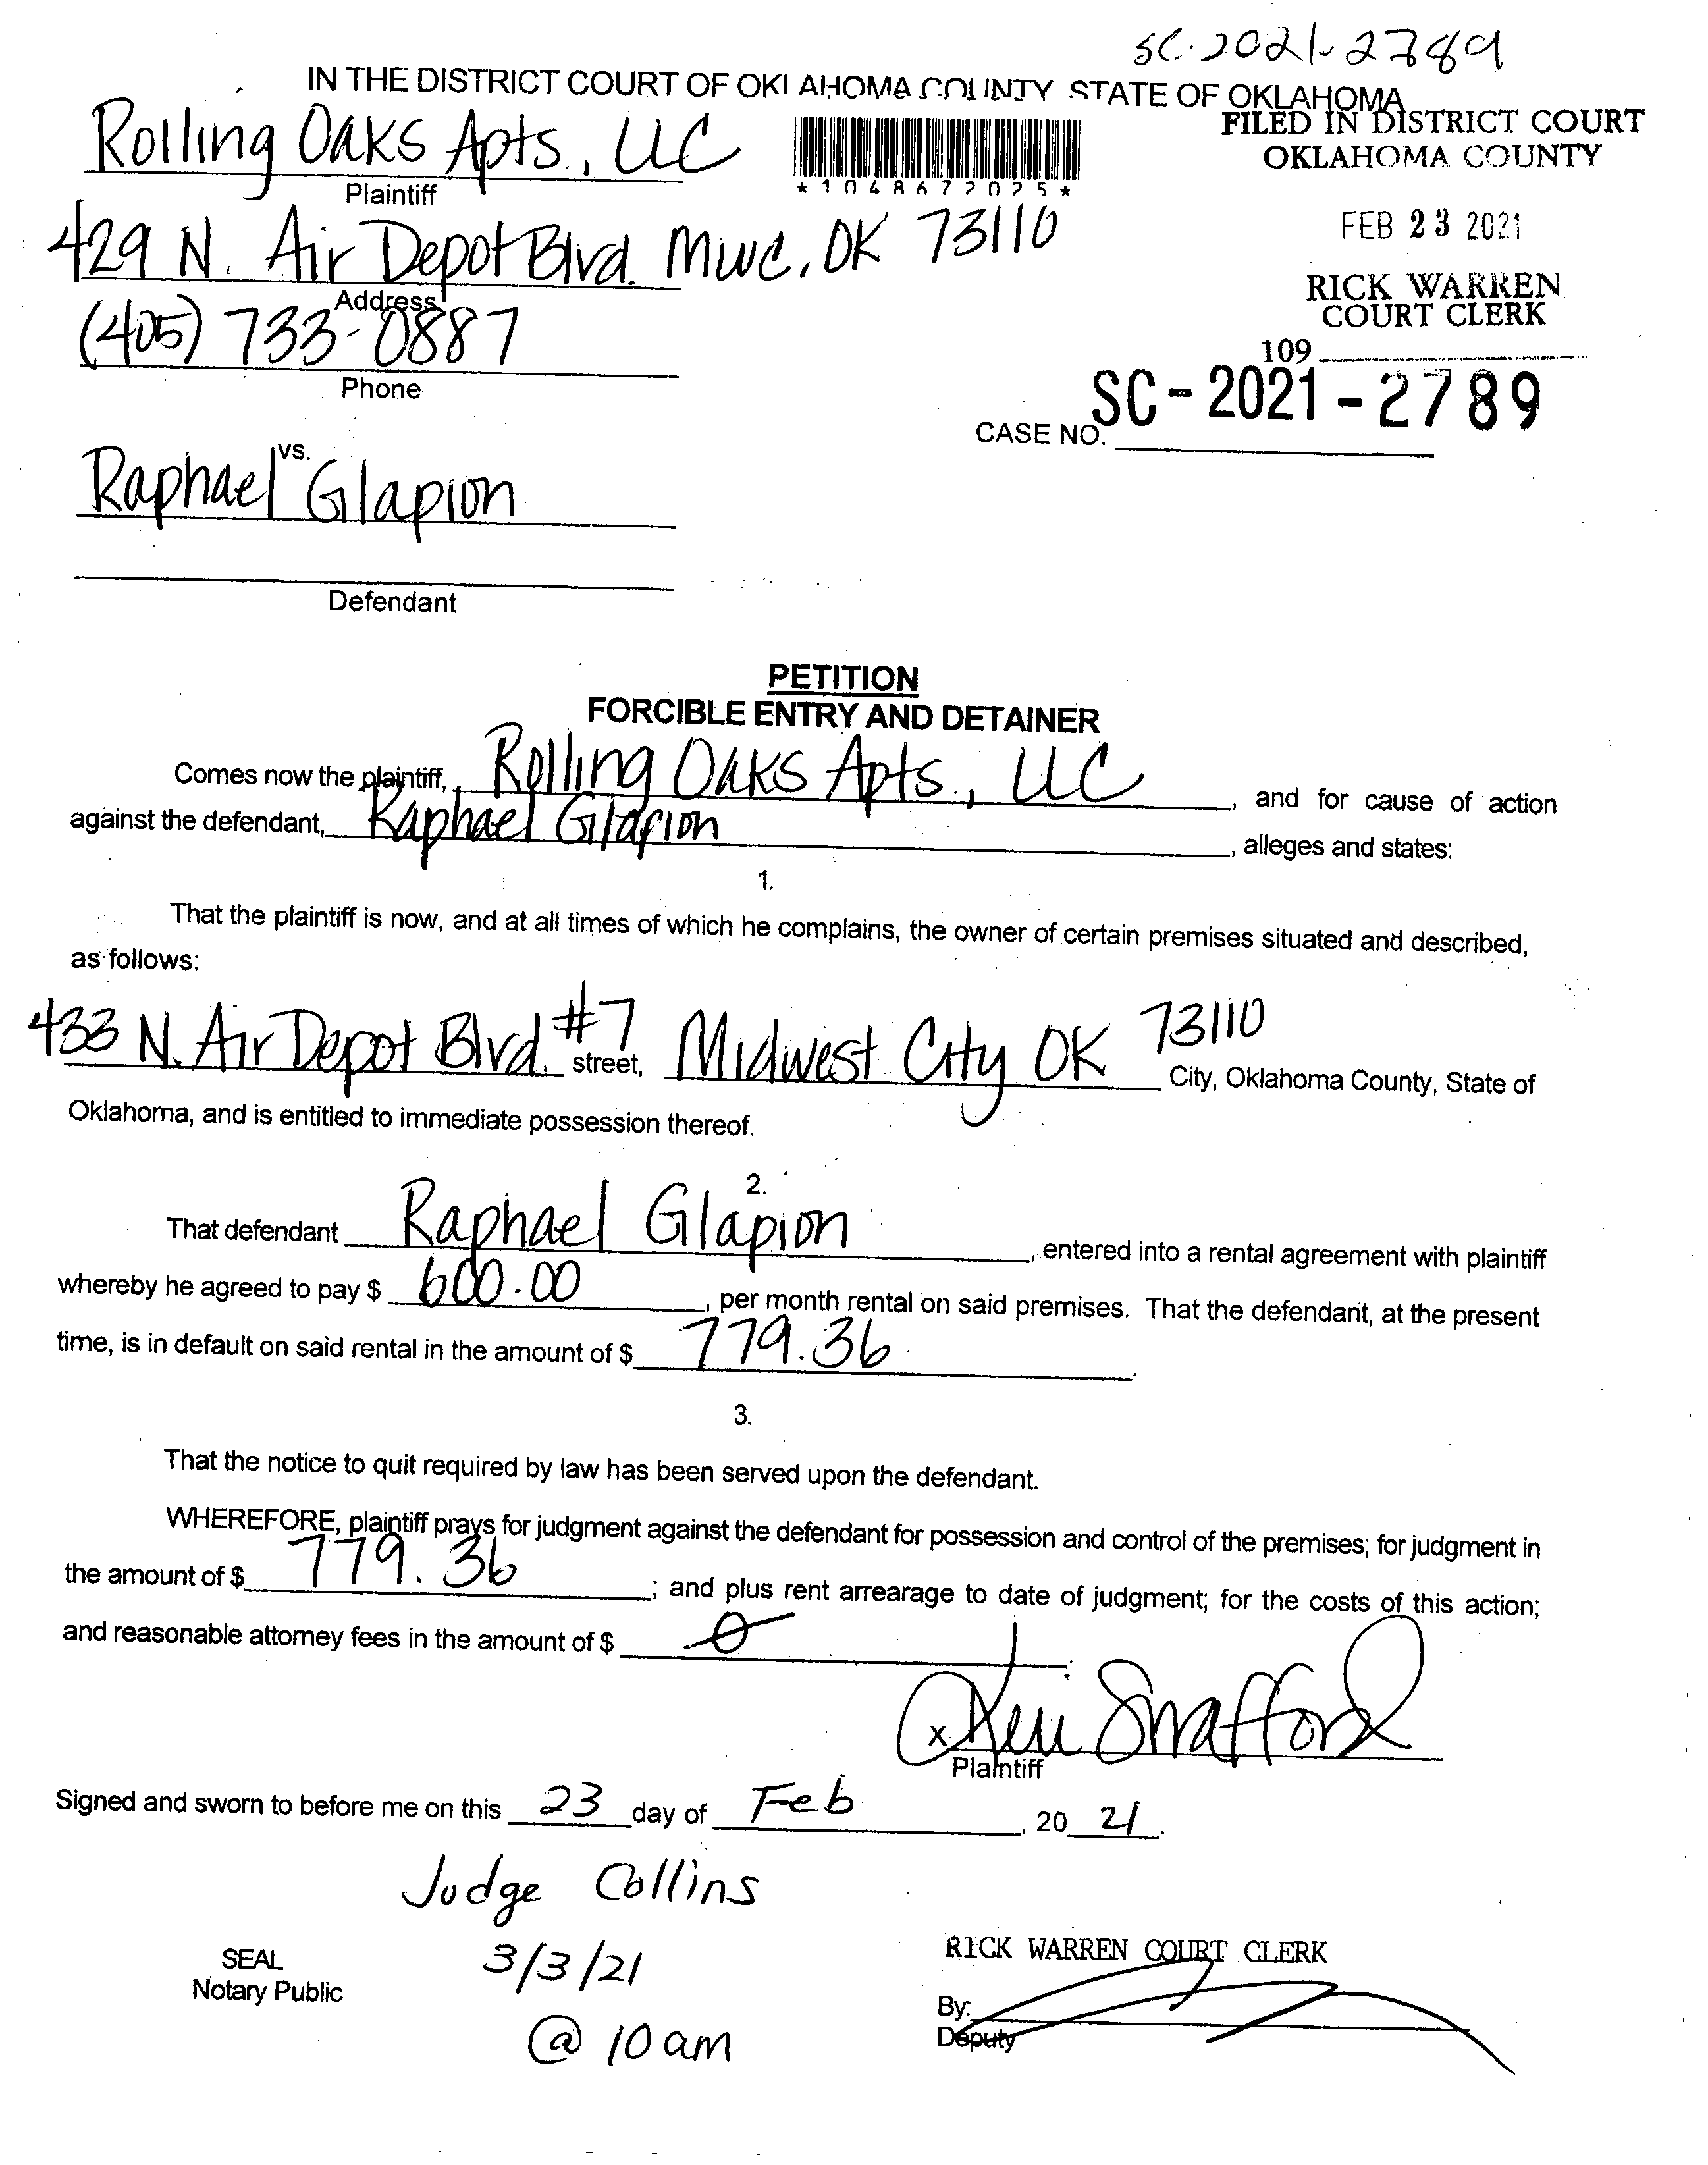 SC-2021-2789
IN THE DISTRICT COURT OF OKLAHOMA COUNTY STATE OF OKLAHOMA
Rolling Oaks Apts., LLC
Plaintiff
*1048672025*
FILED IN DISTRICT COURT
OKLAHOMA COUNTY
FEB 23 2021
RICK WARREN
COURT CLERK
109
429 N. Air Depot Blvd. MWC, OK 73110
Address
(405) 733-0887
Phone
CASE NO. SC-2021-2789
vs.
Raphael Glapion
Defendant
PETITION
FORCIBLE ENTRY AND DETAINER
Comes now the plaintiff, Rolling Oaks Apts., LLC, and for cause of action
against the defendant, Raphael Glapion, alleges and states:
1.
That the plaintiff is now, and at all times of which he complains, the owner of certain premises situated and described,
as follows:
433 N. Air Depot Blvd. #7 street, Midwest City OK 73110 City, Oklahoma County, State of
Oklahoma, and is entitled to immediate possession thereof.
2.
That defendant Raphael Glapion, entered into a rental agreement with plaintiff
whereby he agreed to pay $ 600.00, per month rental on said premises. That the defendant, at the present
time, is in default on said rental in the amount of $ 779.36.
3.
That the notice to quit required by law has been served upon the defendant.
WHEREFORE, plaintiff prays for judgment against the defendant for possession and control of the premises; for judgment in
the amount of $ 779.36; and plus rent arrearage to date of judgment; for the costs of this action;
and reasonable attorney fees in the amount of $ 0;
x
Plaintiff
Signed and sworn to before me on this 23 day of Feb, 20 21.
Judge Collins
SEAL
Notary Public
3/3/21
@ 10 am
RICK WARREN COURT CLERK
By:
Deputy